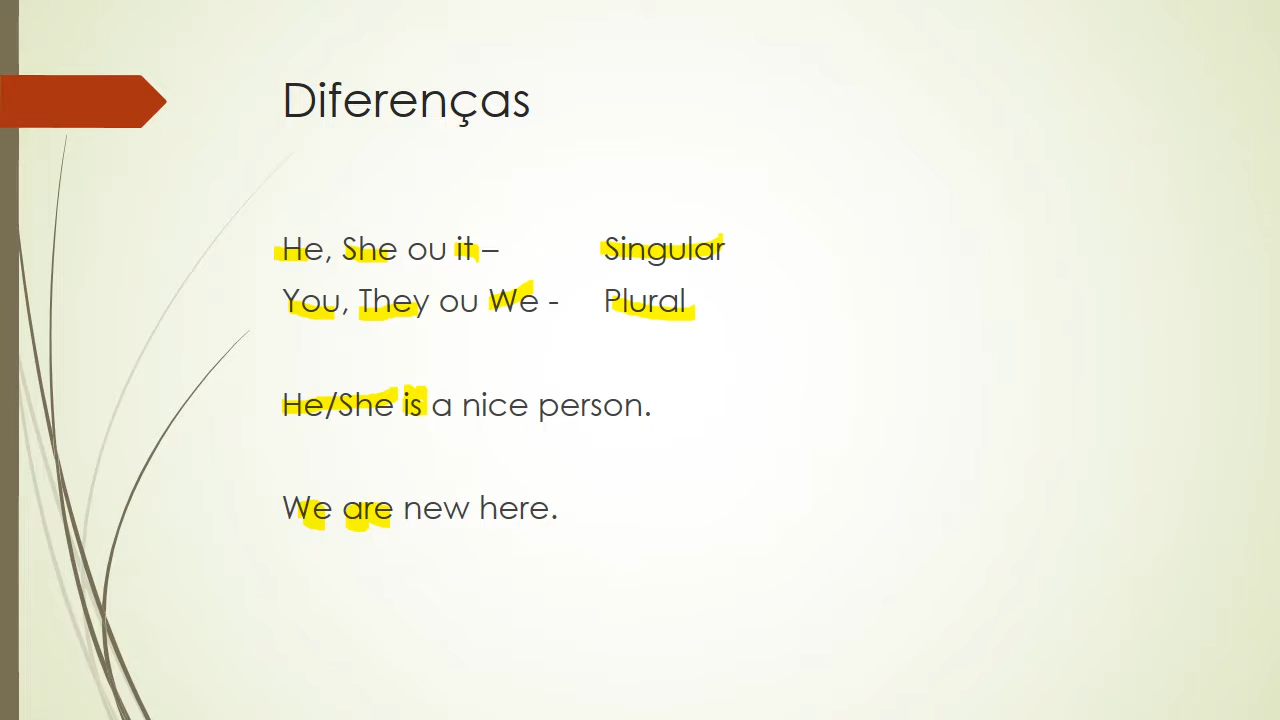 Diferenças
He, She ou it – Singular
You, They ou We - Plural
He/She is a nice person.
We are new here.